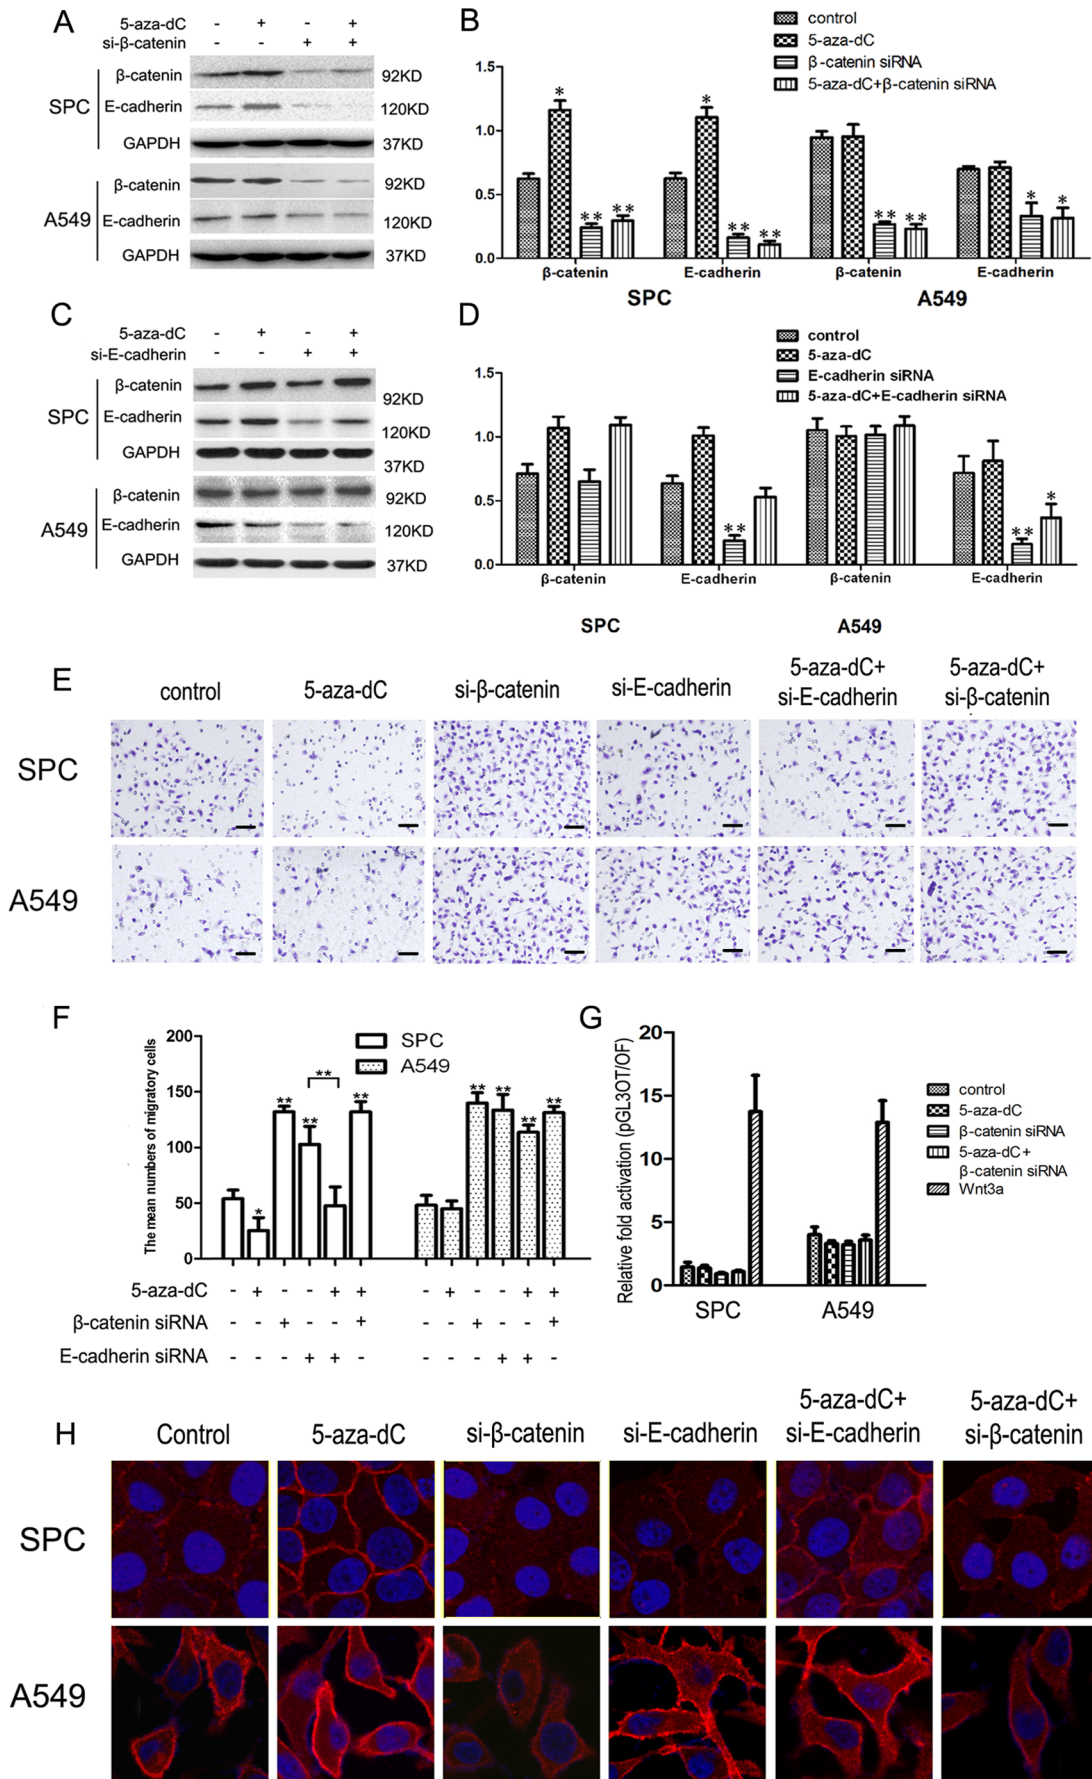 A
5-aza-dC - + - +
si-β-catenin - - + +
SPC
β-catenin 92KD
E-cadherin 120KD
GAPDH 37KD
A549
β-catenin 92KD
E-cadherin 120KD
GAPDH 37KD
B
control
5-aza-dC
β-catenin siRNA
5-aza-dC+β-catenin siRNA
1.5
1.0
0.5
0.0
* * ** ** ** ** ** ** * *
β-catenin E-cadherin β-catenin E-cadherin
SPC A549
C
5-aza-dC - + - +
si-E-cadherin - - + +
SPC
β-catenin 92KD
E-cadherin 120KD
GAPDH 37KD
A549
β-catenin 92KD
E-cadherin 120KD
GAPDH 37KD
D
control
5-aza-dC
E-cadherin siRNA
5-aza-dC+E-cadherin siRNA
1.5
1.0
0.5
0.0
** ** *
β-catenin E-cadherin β-catenin E-cadherin
SPC A549
E
control 5-aza-dC si-β-catenin si-E-cadherin 5-aza-dC+ 5-aza-dC+
si-E-cadherin si-β-catenin
SPC
A549
F
The mean numbers of migratory cells
200
150
100
50
0
SPC
A549
* ** ** ** ** ** ** ** **
5-aza-dC - + - - + + - + - - + +
β-catenin siRNA - - + - - + - - + - - +
E-cadherin siRNA - - - + + - - - - + + -
G
Relative fold activation (pGL3OT/OF)
20
15
10
5
0
control
5-aza-dC
β-catenin siRNA
5-aza-dC+
β-catenin siRNA
Wnt3a
SPC A549
H
Control 5-aza-dC si-β-catenin si-E-cadherin 5-aza-dC+ 5-aza-dC+
si-E-cadherin si-β-catenin
SPC
A549